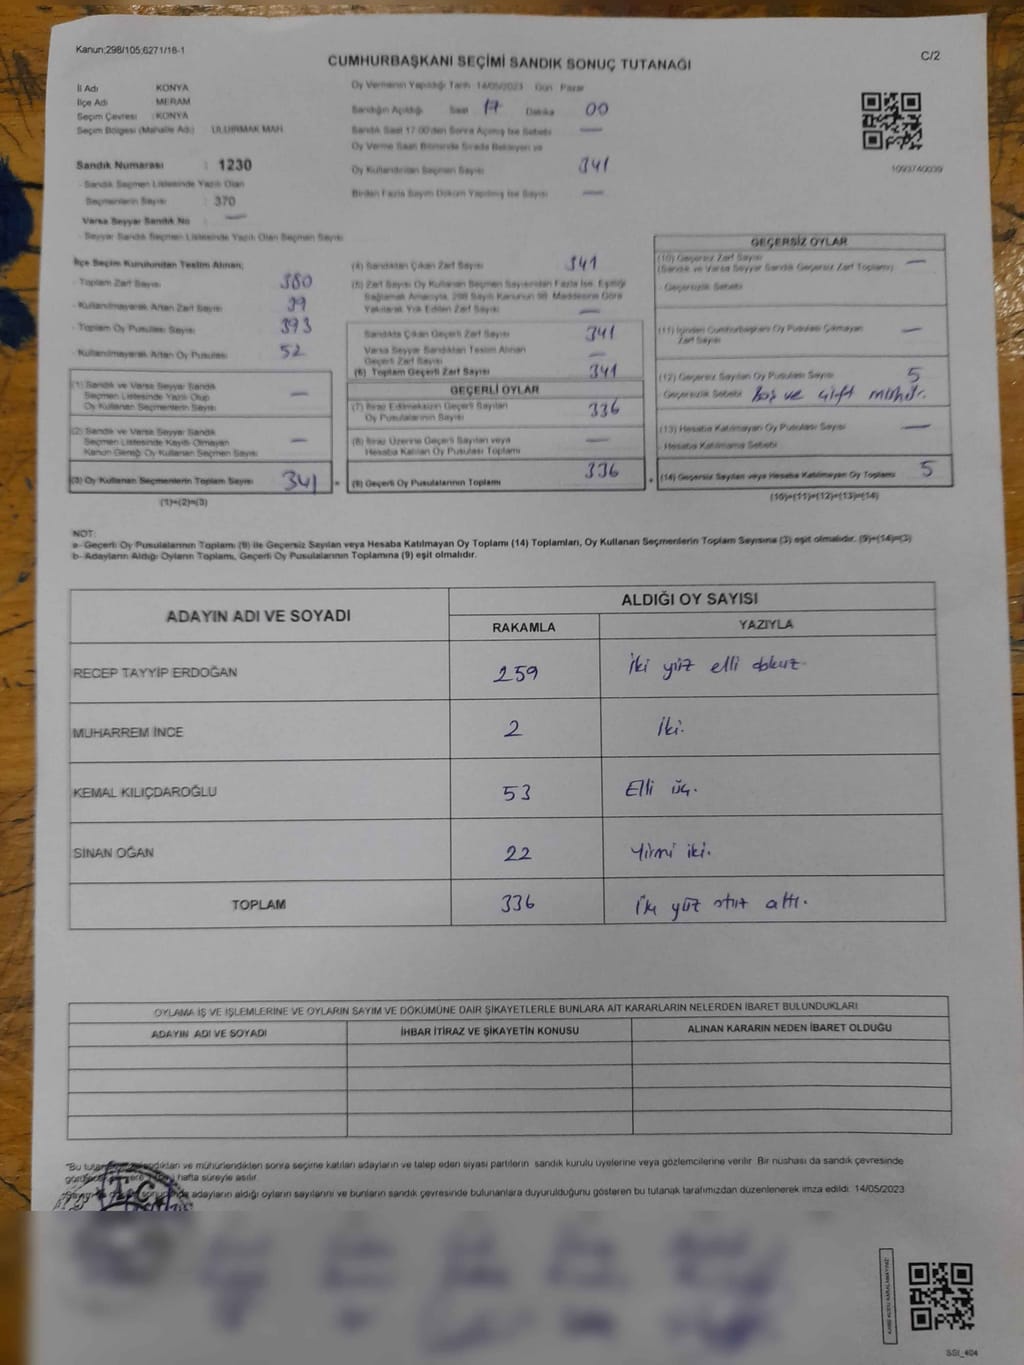 Kanun;298/105;6271/16-1
C/2
CUMHURBAŞKANI SEÇİMİ SANDIK SONUÇ TUTANAĞI
İl Adı KONYA
İlçe Adı MERAM
Seçim Çevresi : KONYA
Seçim Bölgesi (Mahalle Adı) ULUIRMAK MAH
Sandık Numarası : 1230
- Sandık Seçmen Listesinde Yazılı Olan
Seçmenlerin Sayısı : 370
Varsa Seyyar Sandık No : —
- Seyyar Sandık Seçmen Listesinde Yazılı Olan Seçmen Sayısı
Oy Vermenin Yapıldığı Tarih 14/05/2023 Gün Pazar
Sandığın Açıldığı Saat 17 Dakika 00
Sandık Saat 17.00'den Sonra Açılmış İse Sebebi —
Oy Verme Saati Bitiminde Sırada Bekleyen ve
Oy Kullandırılan Seçmen Sayısı 341
Birden Fazla Sayım Döküm Yapılmış İse Sayısı —
1093740039
İlçe Seçim Kurulundan Teslim Alınan;
- Toplam Zarf Sayısı 380
- Kullanılmayarak Artan Zarf Sayısı 39
- Toplam Oy Pusulası Sayısı 393
- Kullanılmayarak Artan Oy Pusulası 52
(1) Sandık ve Varsa Seyyar Sandık
Seçmen Listesinde Yazılı Olup
Oy Kullanan Seçmenlerin Sayısı —
(2) Sandık ve Varsa Seyyar Sandık
Seçmen Listesinde Kayıtlı Olmayan
Kanun Gereği Oy Kullanan Seçmen Sayısı —
(3) Oy Kullanan Seçmenlerin Toplam Sayısı 341
(1)+(2)=(3)
(4) Sandıktan Çıkan Zarf Sayısı 341
(5) Zarf Sayısı Oy Kullanan Seçmen Sayısından Fazla İse, Eşitliği
Sağlamak Amacıyla, 298 Sayılı Kanunun 98. Maddesine Göre
Yakılarak Yok Edilen Zarf Sayısı —
Sandıkta Çıkan Geçerli Zarf Sayısı 341
Varsa Seyyar Sandıktan Teslim Alınan
Geçerli Zarf Sayısı —
(6) Toplam Geçerli Zarf Sayısı 341
GEÇERLİ OYLAR
(7) İtiraz Edilmeksizin Geçerli Sayılan
Oy Pusulalarının Sayısı 336
(8) İtiraz Üzerine Geçerli Sayılan veya
Hesaba Katılan Oy Pusulası Toplamı —
(9) Geçerli Oy Pusulalarının Toplamı 336
GEÇERSİZ OYLAR
(10) Geçersiz Zarf Sayısı —
(Sandık ve Varsa Seyyar Sandık Geçersiz Zarf Toplamı)
- Geçersizlik Sebebi
(11) İçinden Cumhurbaşkanı Oy Pusulası Çıkmayan
Zarf Sayısı —
(12) Geçersiz Sayılan Oy Pusulası Sayısı 5
Geçersizlik Sebebi Boş ve çift mühür.
(13) Hesaba Katılmayan Oy Pusulası Sayısı —
Hesaba Katılmama Sebebi
(14) Geçersiz Sayılan veya Hesaba Katılmayan Oy Toplamı 5
(10)+(11)+(12)+(13)=(14)
NOT:
a- Geçerli Oy Pusulalarının Toplamı (9) ile Geçersiz Sayılan veya Hesaba Katılmayan Oy Toplamı (14) Toplamları, Oy Kullanan Seçmenlerin Toplam Sayısına (3) eşit olmalıdır. (9)+(14)=(3)
b- Adayların Aldığı Oyların Toplamı, Geçerli Oy Pusulalarının Toplamına (9) eşit olmalıdır.
ADAYIN ADI VE SOYADI
ALDIĞI OY SAYISI
RAKAMLA YAZIYLA
RECEP TAYYİP ERDOĞAN 259 İki yüz elli dokuz.
MUHARREM İNCE 2 İki.
KEMAL KILIÇDAROĞLU 53 Elli üç.
SİNAN OĞAN 22 Yirmi iki.
TOPLAM 336 İki yüz otuz altı.
OYLAMA İŞ VE İŞLEMLERİNE VE OYLARIN SAYIM VE DÖKÜMÜNE DAİR ŞİKAYETLERLE BUNLARA AİT KARARLARIN NELERDEN İBARET BULUNDUKLARI
ADAYIN ADI VE SOYADI İHBAR İTİRAZ VE ŞİKAYETİN KONUSU ALINAN KARARIN NEDEN İBARET OLDUĞU
ve mühürlendikten sonra seçime katılan adayların ve talep eden siyasi partilerin sandık kurulu üyelerine veya gözlemcilerine verilir. Bir nüshası da sandık çevresinde
hafta süreyle asılır.
adayların aldığı oyların sayılarını ve bunların sandık çevresinde bulunanlara duyurulduğunu gösteren bu tutanak tarafımızdan düzenlenerek imza edildi. 14/05/2023
T.C.
SSI_404